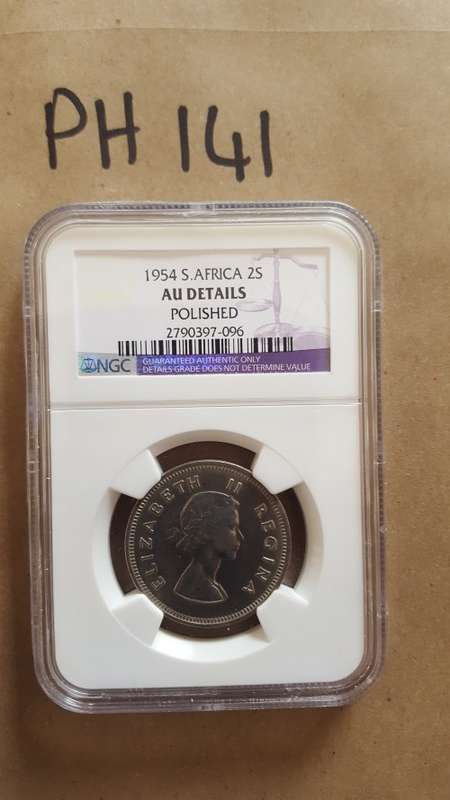 PH 141
1954 S.AFRICA 2S
AU DETAILS
POLISHED
2790397-096
NGC
GUARANTEED AUTHENTIC ONLY
DETAILS GRADE DOES NOT DETERMINE VALUE
ELIZABETH II REGINA